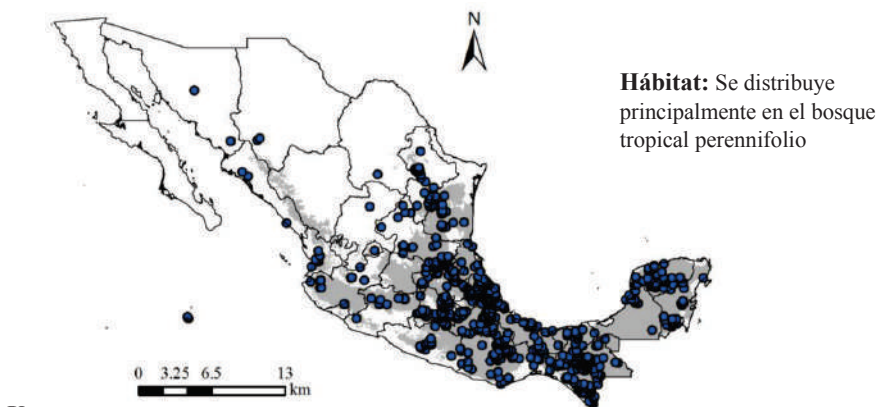 N
Hábitat: Se distribuye
principalmente en el bosque
tropical perennifolio
0 3.25 6.5 13
km